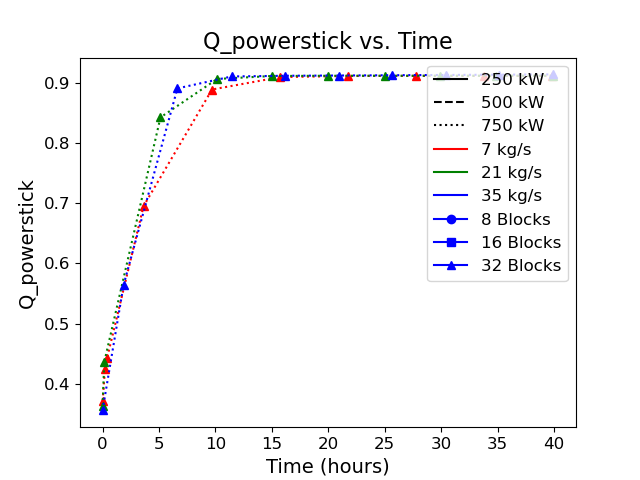 Q_powerstick vs. Time
Q_powerstick
0.9
0.8
0.7
0.6
0.5
0.4
250 kW
500 kW
750 kW
7 kg/s
21 kg/s
35 kg/s
8 Blocks
16 Blocks
32 Blocks
0 5 10 15 20 25 30 35 40
Time (hours)